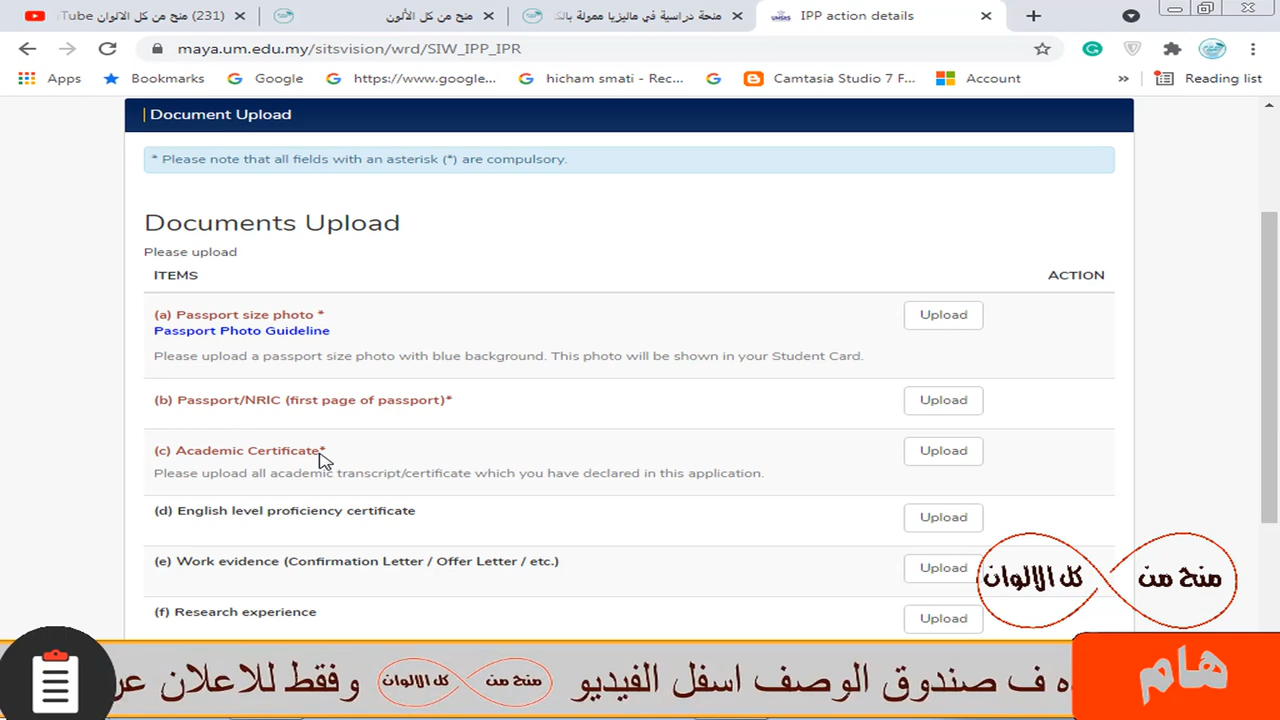 (231) منح من كل الالوان Tube
منح من كل الألون
منحة دراسية في ماليزيا ممولة بالك
IPP action details
maya.um.edu.my/sitsvision/wrd/SIW_IPP_IPR
Apps Bookmarks Google https://www.google... hicham smati - Rec... Camtasia Studio 7 F... Account » Reading list
Document Upload
* Please note that all fields with an asterisk (*) are compulsory.
Documents Upload
Please upload
ITEMS ACTION
(a) Passport size photo * Upload
Passport Photo Guideline
Please upload a passport size photo with blue background. This photo will be shown in your Student Card.
(b) Passport/NRIC (first page of passport)* Upload
(c) Academic Certificate* Upload
Please upload all academic transcript/certificate which you have declared in this application.
(d) English level proficiency certificate Upload
(e) Work evidence (Confirmation Letter / Offer Letter / etc.) Upload
منح من كل الالوان
(f) Research experience Upload
هام
ه ف صندوق الوصف اسفل الفيديو منح من كل الالوان وفقط للاعلان عن